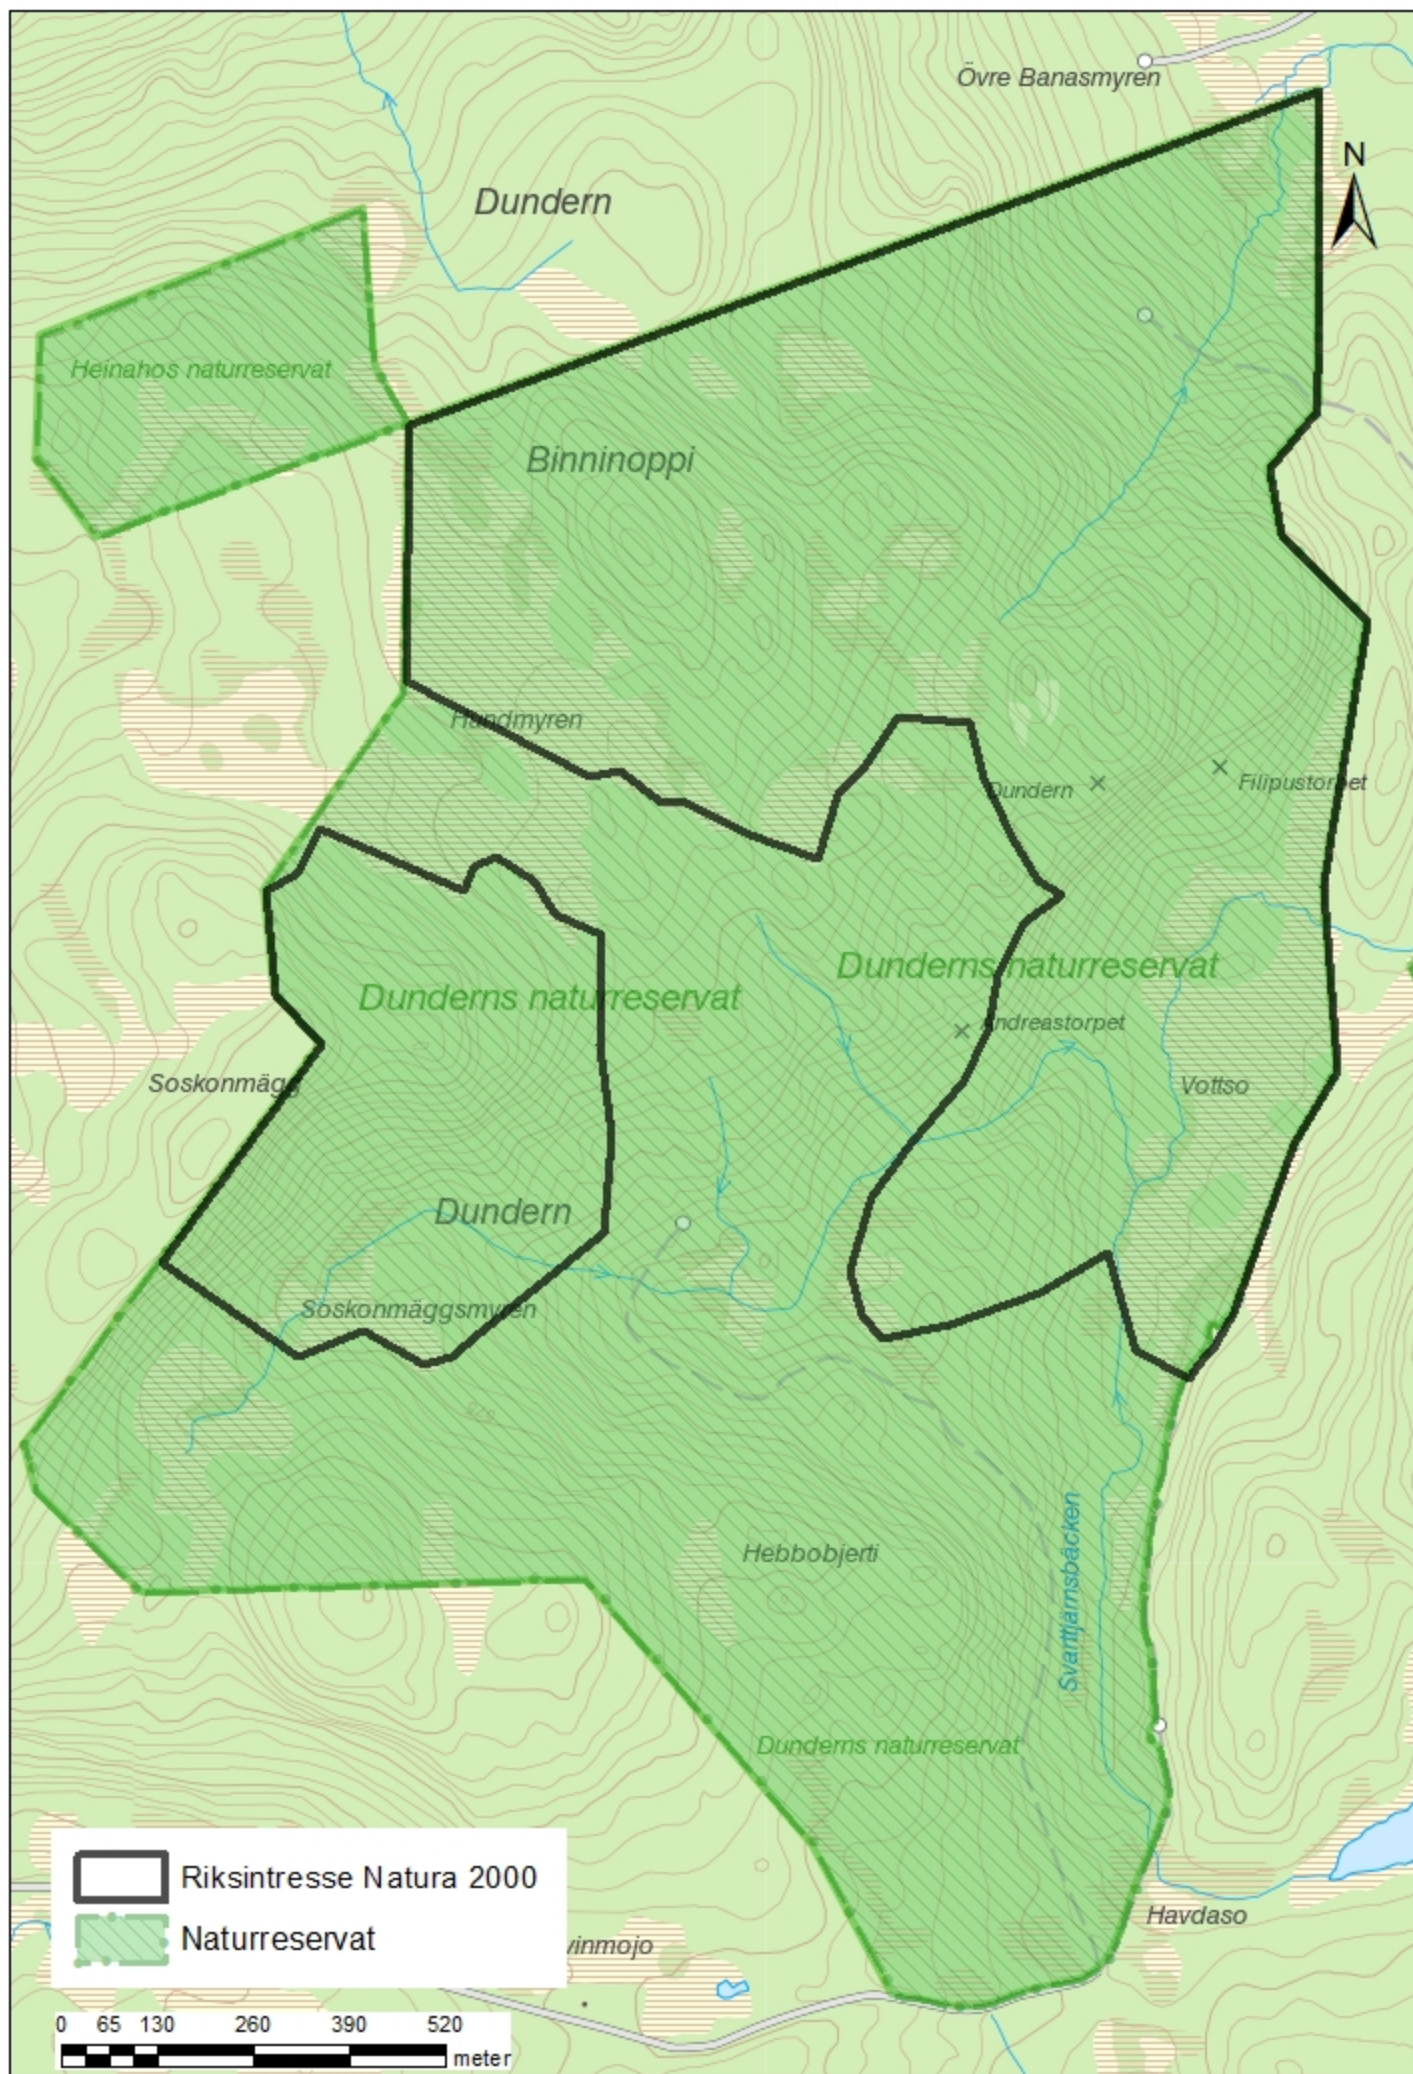 Övre Banasmyren
N
Dundern
Heinahos naturreservat
Binninoppi
Hundmyren
Dundern
Filipustorpet
Dunderns naturreservat
Dunderns naturreservat
Andreastorpet
Soskonmägg
Vottso
Dundern
Soskonmäggsmyren
Hebbobjerti
Svarttjärnsbäcken
Dunderns naturreservat
Riksintresse Natura 2000
Havdaso
Naturreservat
vinmojo
0 65 130 260 390 520
meter